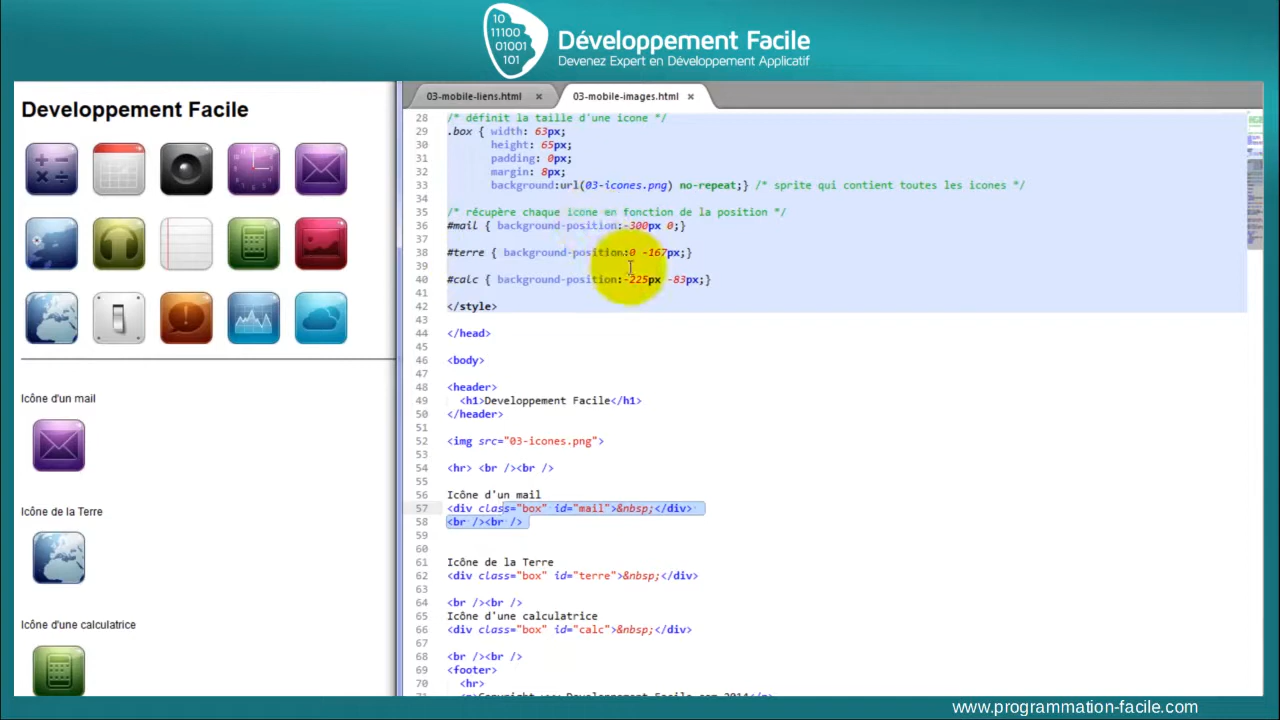 10
11100
01001
101
Développement Facile
Devenez Expert en Développement Applicatif
Developpement Facile
Icône d'un mail
Icône de la Terre
Icône d'une calculatrice
03-mobile-liens.html ×
03-mobile-images.html ×
28 /* définit la taille d'une icone */
29 .box { width: 63px;
30 height: 65px;
31 padding: 0px;
32 margin: 8px;
33 background:url(03-icones.png) no-repeat;} /* sprite qui contient toutes les icones */
34
35 /* récupère chaque icone en fonction de la position */
36 #mail { background-position:-300px 0;}
37
38 #terre { background-position:0 -167px;}
39
40 #calc { background-position:-225px -83px;}
41
42 </style>
43
44 </head>
45
46 <body>
47
48 <header>
49 <h1>Developpement Facile</h1>
50 </header>
51
52 <img src="03-icones.png">
53
54 <hr> <br /><br />
55
56 Icône d'un mail
57 <div class="box" id="mail">&nbsp;</div>
58 <br /><br />
59
60
61 Icône de la Terre
62 <div class="box" id="terre">&nbsp;</div>
63
64 <br /><br />
65 Icône d'une calculatrice
66 <div class="box" id="calc">&nbsp;</div>
67
68 <br /><br />
69 <footer>
70 <hr>
www.programmation-facile.com